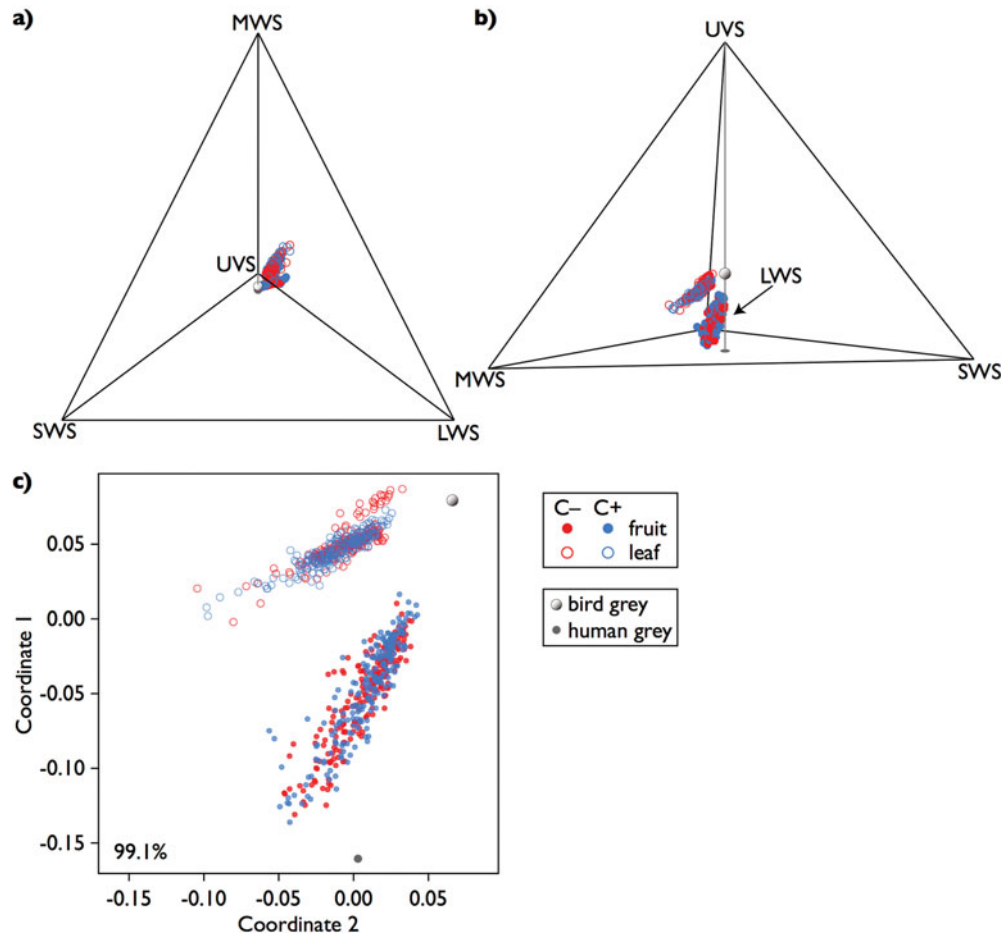 a)
MWS
UVS
SWS
LWS
b)
UVS
LWS
MWS
SWS
c)
0.05
0.00
-0.05
-0.10
-0.15
Coordinate 1
99.1%
-0.15 -0.10 -0.05 0.00 0.05
Coordinate 2
C– C+
fruit
leaf
bird grey
human grey